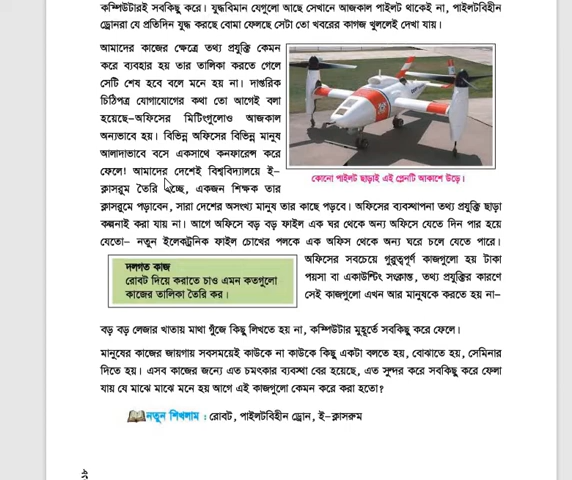 কম্পিউটারই সবকিছু করে। যুদ্ধবিমান যেগুলো আছে সেখানে আজকাল পাইলট থাকেই না, পাইলটবিহীন
ড্রোনরা যে প্রতিদিন যুদ্ধ করছে বোমা ফেলছে সেটা তো খবরের কাগজ খুললেই দেখা যায়।
আমাদের কাজের ক্ষেত্রে তথ্য প্রযুক্তি কেমন
করে ব্যবহার হয় তার তালিকা করতে গেলে
সেটি শেষ হবে বলে মনে হয় না। দাপ্তরিক
চিঠিপত্র যোগাযোগের কথা তো আগেই বলা
হয়েছে–অফিসের মিটিংগুলোও আজকাল
অন্যভাবে হয়। বিভিন্ন অফিসের বিভিন্ন মানুষ
আলাদাভাবে বসে একসাথে কনফারেন্স করে
ফেলে! আমাদের দেশেই বিশ্ববিদ্যালয়ে ই-
ক্লাসরুম তৈরি হচ্ছে, একজন শিক্ষক তার
কোনো পাইলট ছাড়াই এই প্লেনটি আকাশে উড়ে।
ক্লাসরুমে পড়াবেন, সারা দেশের অসংখ্য মানুষ তার কাছে পড়বে। অফিসের ব্যবস্থাপনা তথ্য প্রযুক্তি ছাড়া
কল্পনাই করা যায় না। আগে অফিসে বড় বড় ফাইল এক ঘর থেকে অন্য অফিসে যেতে দিন পার হয়ে
যেতো– নতুন ইলেকট্রনিক ফাইল চোখের পলকে এক অফিস থেকে অন্য ঘরে চলে যেতে পারে।
অফিসের সবচেয়ে গুরুত্বপূর্ণ কাজগুলো হয় টাকা
পয়সা বা একাউন্টিং সংক্রান্ত, তথ্য প্রযুক্তির কারণে
সেই কাজগুলো এখন আর মানুষকে করতে হয় না–
দলগত কাজ
রোবট দিয়ে করাতে চাও এমন কতগুলো
কাজের তালিকা তৈরি কর।
বড় বড় লেজার খাতায় মাথা গুঁজে কিছু লিখতে হয় না, কম্পিউটার মুহূর্তে সবকিছু করে ফেলে।
মানুষের কাজের জায়গায় সবসময়েই কাউকে না কাউকে কিছু একটা বলতে হয়, বোঝাতে হয়, সেমিনার
দিতে হয়। এসব কাজের জন্যে এত চমৎকার ব্যবস্থা বের হয়েছে, এত সুন্দর করে সবকিছু করে ফেলা
যায় যে মাঝে মাঝে মনে হয় আগে এই কাজগুলো কেমন করে করা হতো?
নতুন শিখলাম : রোবট, পাইলটবিহীন ড্রোন, ই-ক্লাসরুম